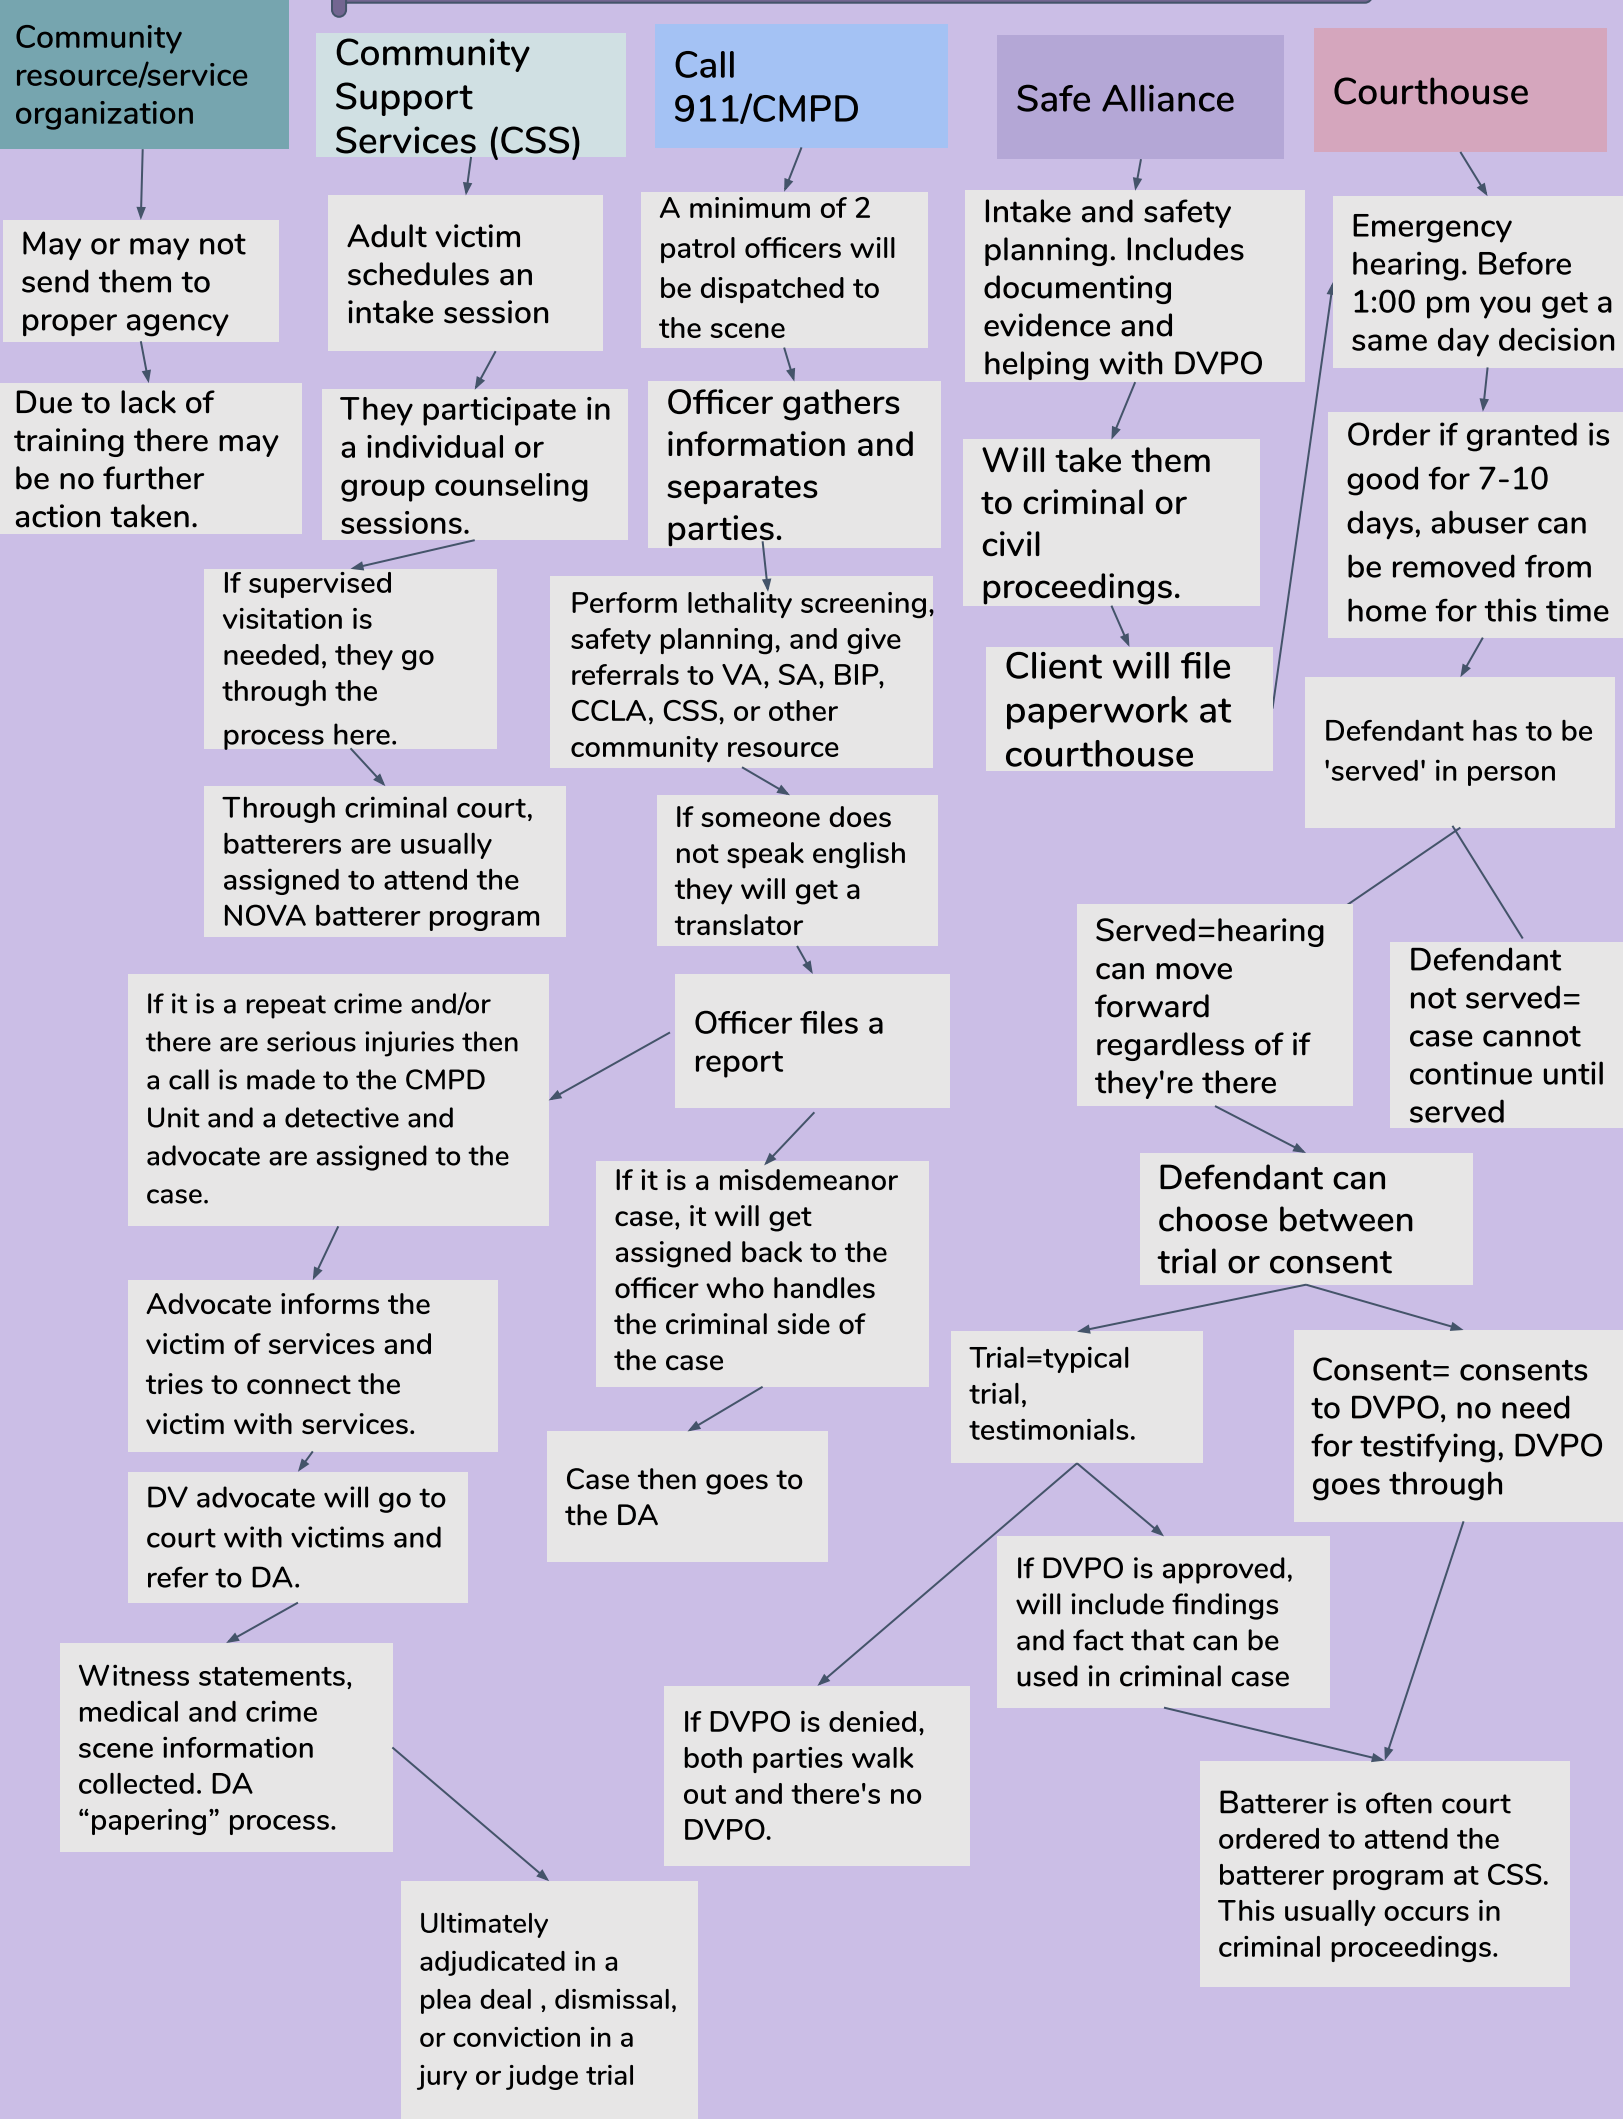 Community
resource/service
organization
Community
Support
Services (CSS)
Call
911/CMPD
Safe Alliance
Courthouse
May or may not
send them to
proper agency
Due to lack of
training there may
be no further
action taken.
Adult victim
schedules an
intake session
They participate in
a individual or
group counseling
sessions.
If supervised
visitation is
needed, they go
through the
process here.
Through criminal court,
batterers are usually
assigned to attend the
NOVA batterer program
A minimum of 2
patrol officers will
be dispatched to
the scene
Officer gathers
information and
separates
parties.
Perform lethality screening,
safety planning, and give
referrals to VA, SA, BIP,
CCLA, CSS, or other
community resource
If someone does
not speak english
they will get a
translator
Officer files a
report
If it is a repeat crime and/or
there are serious injuries then
a call is made to the CMPD
Unit and a detective and
advocate are assigned to the
case.
Advocate informs the
victim of services and
tries to connect the
victim with services.
DV advocate will go to
court with victims and
refer to DA.
Witness statements,
medical and crime
scene information
collected. DA
“papering” process.
Ultimately
adjudicated in a
plea deal , dismissal,
or conviction in a
jury or judge trial
If it is a misdemeanor
case, it will get
assigned back to the
officer who handles
the criminal side of
the case
Case then goes to
the DA
Intake and safety
planning. Includes
documenting
evidence and
helping with DVPO
Will take them
to criminal or
civil
proceedings.
Client will file
paperwork at
courthouse
Emergency
hearing. Before
1:00 pm you get a
same day decision
Order if granted is
good for 7-10
days, abuser can
be removed from
home for this time
Defendant has to be
'served' in person
Served=hearing
can move
forward
regardless of if
they're there
Defendant
not served=
case cannot
continue until
served
Defendant can
choose between
trial or consent
Trial=typical
trial,
testimonials.
Consent= consents
to DVPO, no need
for testifying, DVPO
goes through
If DVPO is approved,
will include findings
and fact that can be
used in criminal case
If DVPO is denied,
both parties walk
out and there's no
DVPO.
Batterer is often court
ordered to attend the
batterer program at CSS.
This usually occurs in
criminal proceedings.